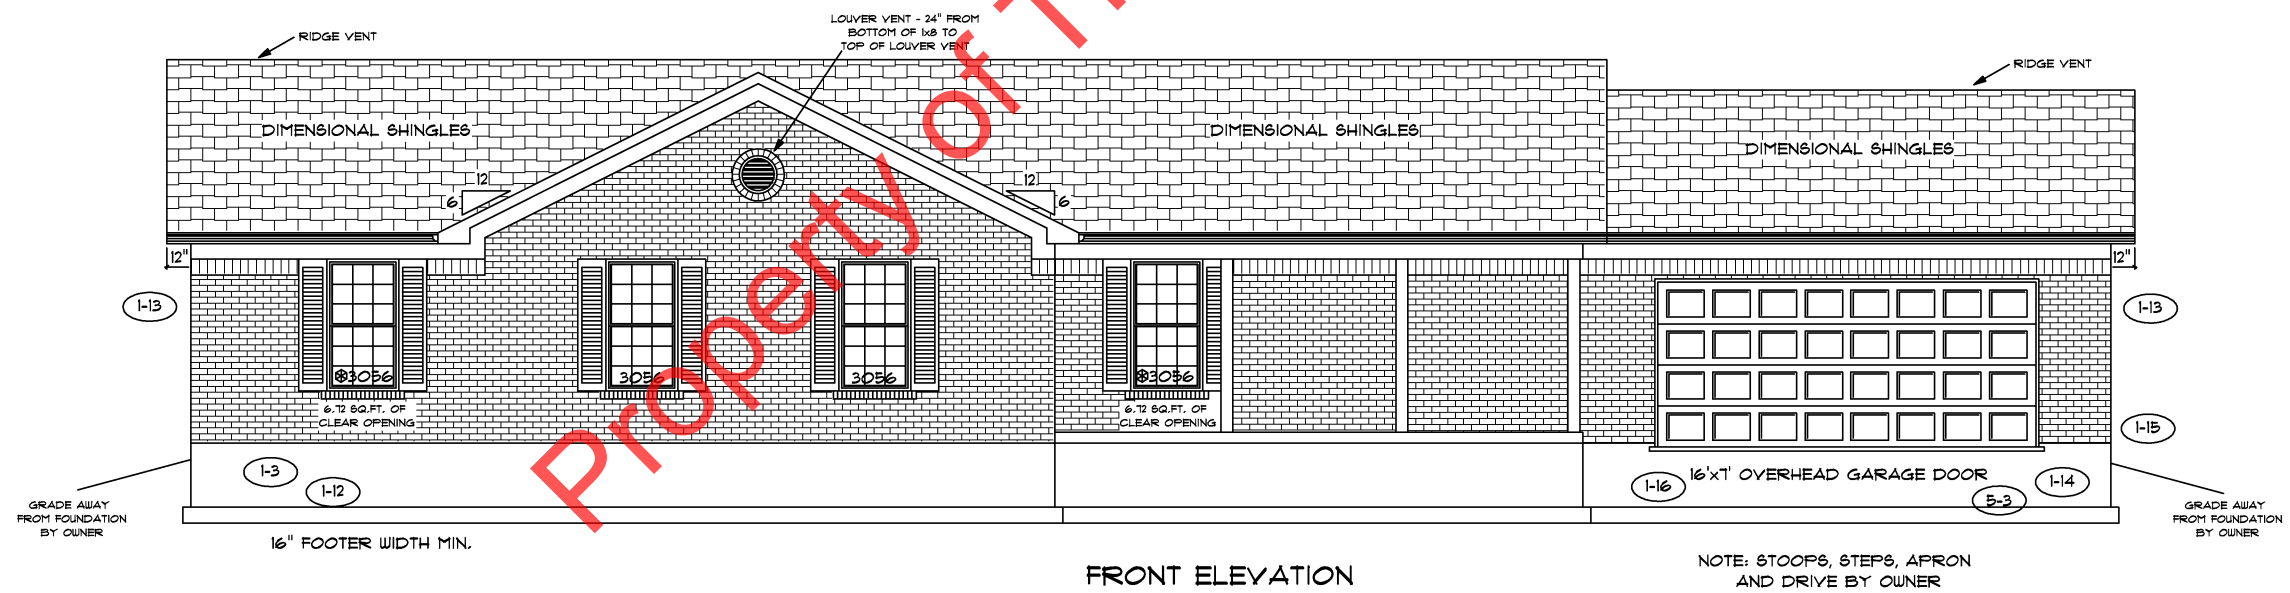 LOUVER VENT - 24" FROM
BOTTOM OF 1x8 TO
TOP OF LOUVER VENT
RIDGE VENT
RIDGE VENT
DIMENSIONAL SHINGLES
DIMENSIONAL SHINGLES
DIMENSIONAL SHINGLES
12
6
12
6
12"
12"
1-13
1-13
3056
3056
3056
3056
6.72 SQ.FT. OF
CLEAR OPENING
6.72 SQ.FT. OF
CLEAR OPENING
1-15
1-3
1-12
16'x7' OVERHEAD GARAGE DOOR
1-16
1-14
5-3
GRADE AWAY
FROM FOUNDATION
BY OWNER
GRADE AWAY
FROM FOUNDATION
BY OWNER
16" FOOTER WIDTH MIN.
FRONT ELEVATION
NOTE: STOOPS, STEPS, APRON
AND DRIVE BY OWNER
Property of